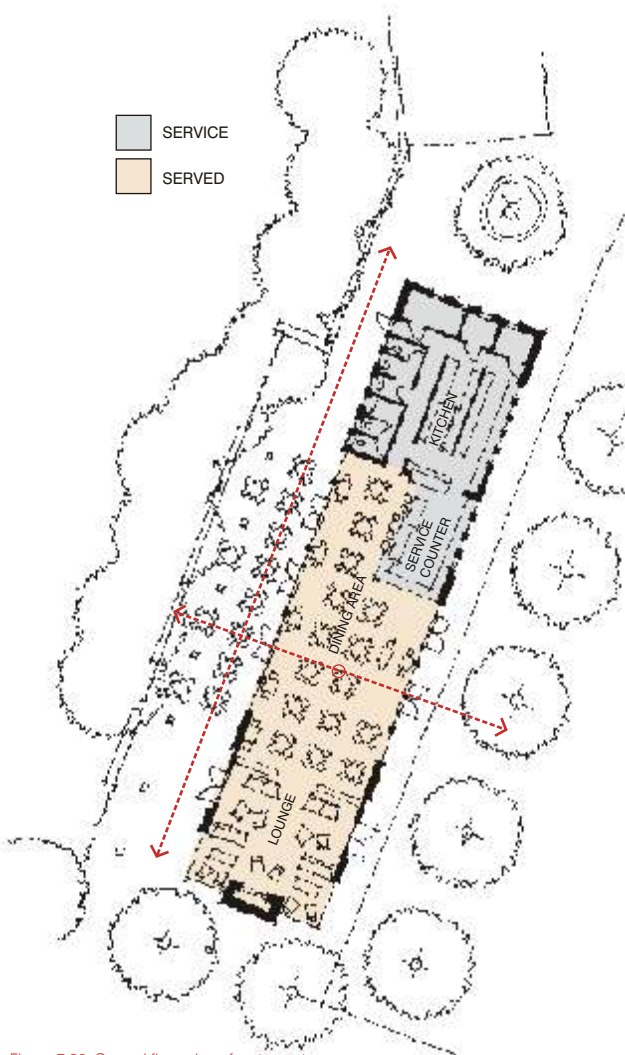 SERVICE
SERVED
KITCHEN
SERVICE
COUNTER
DINING AREA
LOUNGE